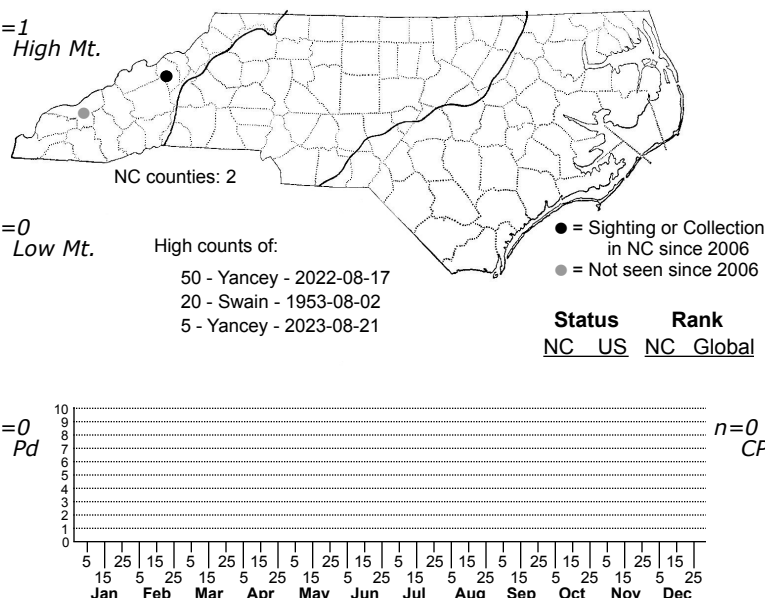 =1
High Mt.
NC counties: 2
=0
Low Mt.
High counts of:
50 - Yancey - 2022-08-17
20 - Swain - 1953-08-02
5 - Yancey - 2023-08-21
= Sighting or Collection
in NC since 2006
= Not seen since 2006
Status Rank
NC US NC Global
=0
Pd
n=0
CP
10
9
8
7
6
5
4
3
2
1
0
5 25 15 5 25 15 5 25 15 5 25 15 5 25 15 5 25 15
15 5 25 15 5 25 15 5 25 15 5 25 15 5 25 15 5 25
Jan Feb Mar Apr May Jun Jul Aug Sep Oct Nov Dec